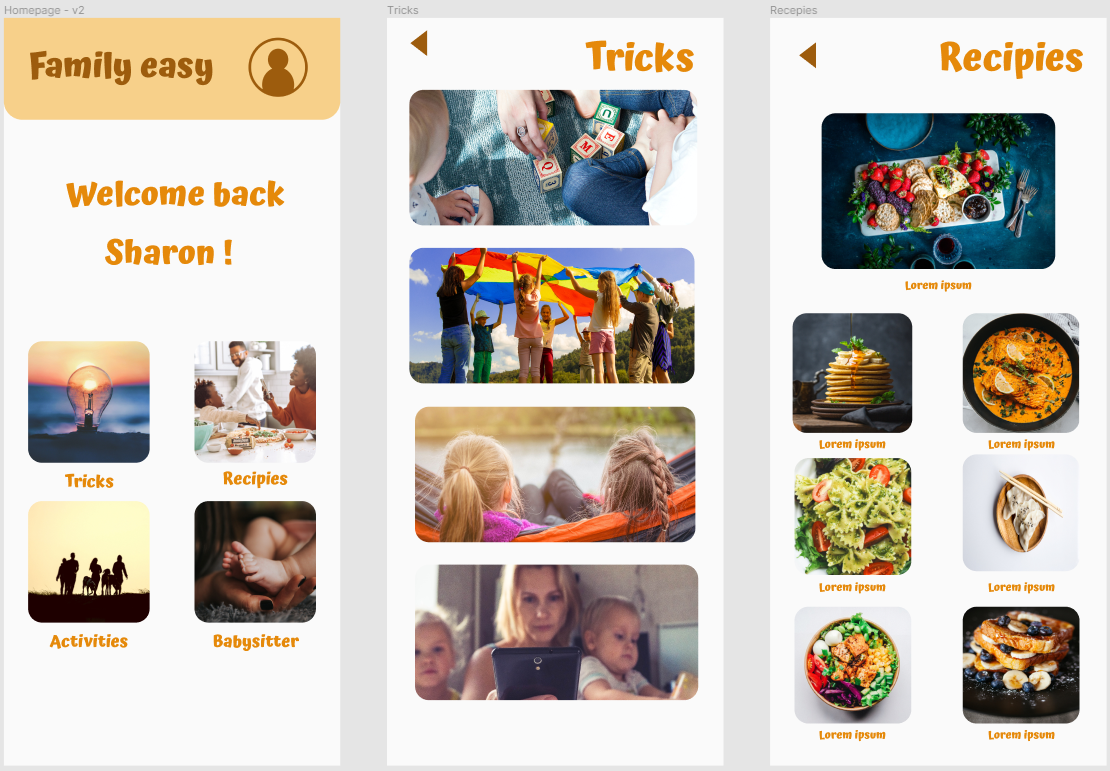 Homepage - v2
Family easy
Welcome back
Sharon !
Tricks
Recipies
Activities
Babysitter
Tricks
Tricks
Recepies
Recipies
Lorem ipsum
Lorem ipsum
Lorem ipsum
Lorem ipsum
Lorem ipsum
Lorem ipsum
Lorem ipsum